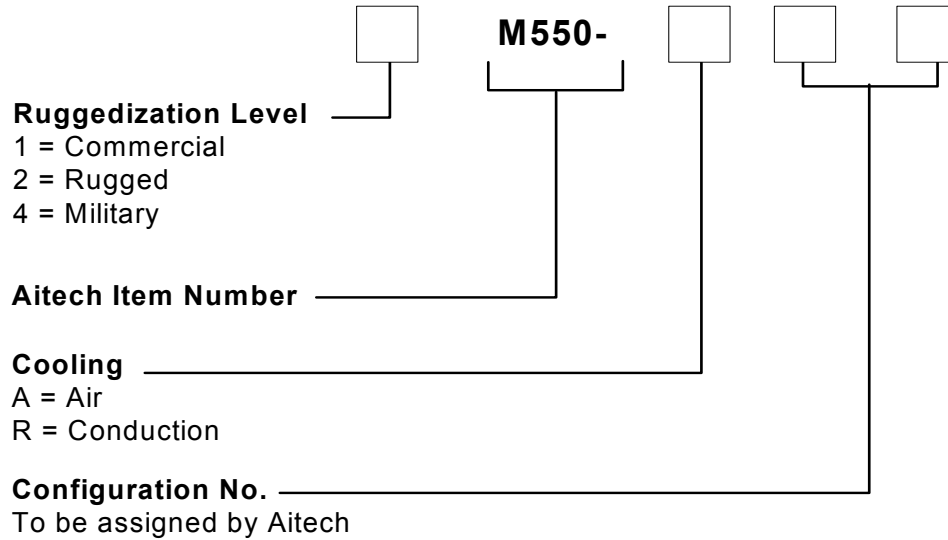 M550-
Ruggedization Level
1 = Commercial
2 = Rugged
4 = Military
Aitech Item Number
Cooling
A = Air
R = Conduction
Configuration No.
To be assigned by Aitech